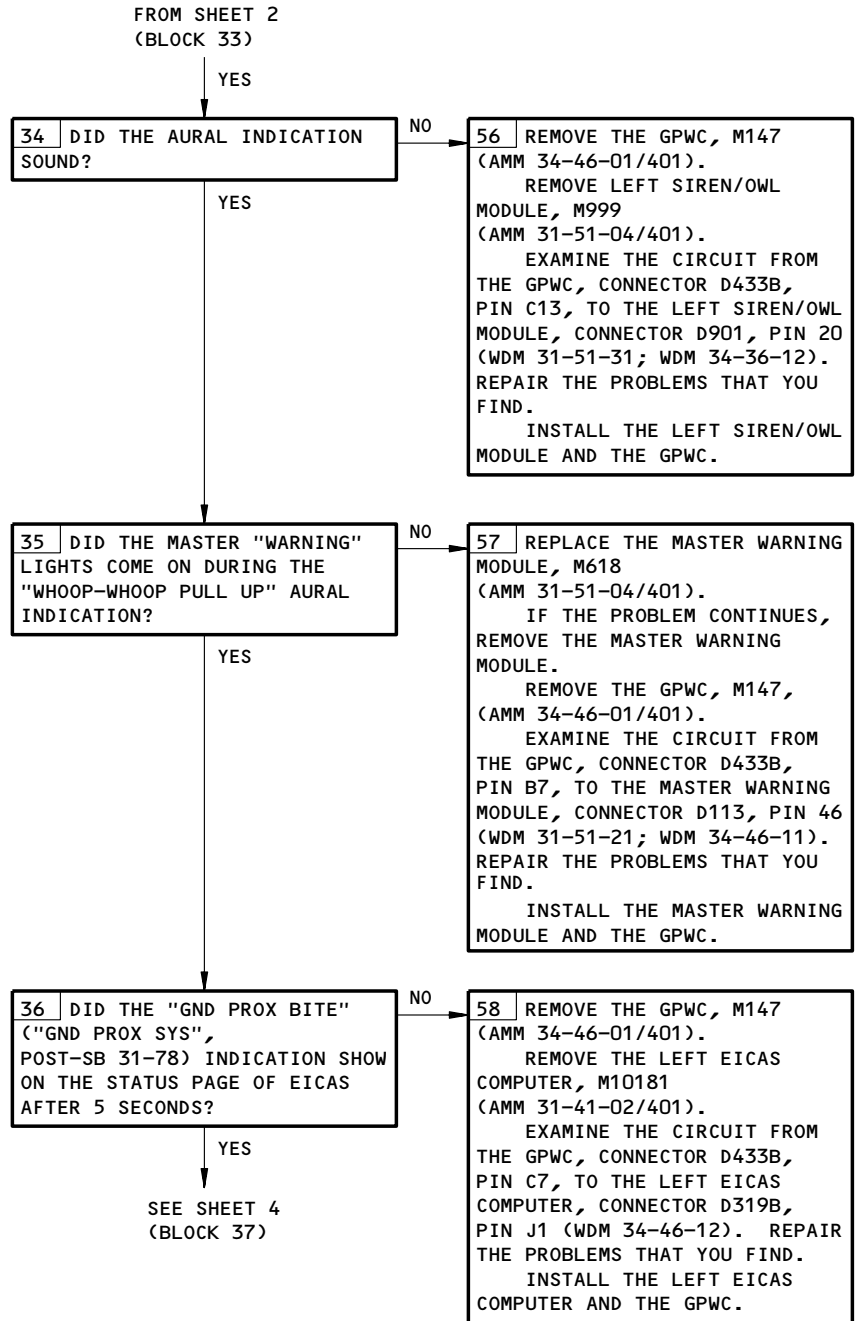 FROM SHEET 2
(BLOCK 33)
YES
34 DID THE AURAL INDICATION
SOUND?
NO
YES
56 REMOVE THE GPWC, M147
(AMM 34-46-01/401).
REMOVE LEFT SIREN/OWL
MODULE, M999
(AMM 31-51-04/401).
EXAMINE THE CIRCUIT FROM
THE GPWC, CONNECTOR D433B,
PIN C13, TO THE LEFT SIREN/OWL
MODULE, CONNECTOR D901, PIN 20
(WDM 31-51-31; WDM 34-36-12).
REPAIR THE PROBLEMS THAT YOU
FIND.
INSTALL THE LEFT SIREN/OWL
MODULE AND THE GPWC.
35 DID THE MASTER "WARNING"
LIGHTS COME ON DURING THE
"WHOOP-WHOOP PULL UP" AURAL
INDICATION?
NO
YES
57 REPLACE THE MASTER WARNING
MODULE, M618
(AMM 31-51-04/401).
IF THE PROBLEM CONTINUES,
REMOVE THE MASTER WARNING
MODULE.
REMOVE THE GPWC, M147,
(AMM 34-46-01/401).
EXAMINE THE CIRCUIT FROM
THE GPWC, CONNECTOR D433B,
PIN B7, TO THE MASTER WARNING
MODULE, CONNECTOR D113, PIN 46
(WDM 31-51-21; WDM 34-46-11).
REPAIR THE PROBLEMS THAT YOU
FIND.
INSTALL THE MASTER WARNING
MODULE AND THE GPWC.
36 DID THE "GND PROX BITE"
("GND PROX SYS",
POST-SB 31-78) INDICATION SHOW
ON THE STATUS PAGE OF EICAS
AFTER 5 SECONDS?
NO
YES
SEE SHEET 4
(BLOCK 37)
58 REMOVE THE GPWC, M147
(AMM 34-46-01/401).
REMOVE THE LEFT EICAS
COMPUTER, M10181
(AMM 31-41-02/401).
EXAMINE THE CIRCUIT FROM
THE GPWC, CONNECTOR D433B,
PIN C7, TO THE LEFT EICAS
COMPUTER, CONNECTOR D319B,
PIN J1 (WDM 34-46-12). REPAIR
THE PROBLEMS THAT YOU FIND.
INSTALL THE LEFT EICAS
COMPUTER AND THE GPWC.